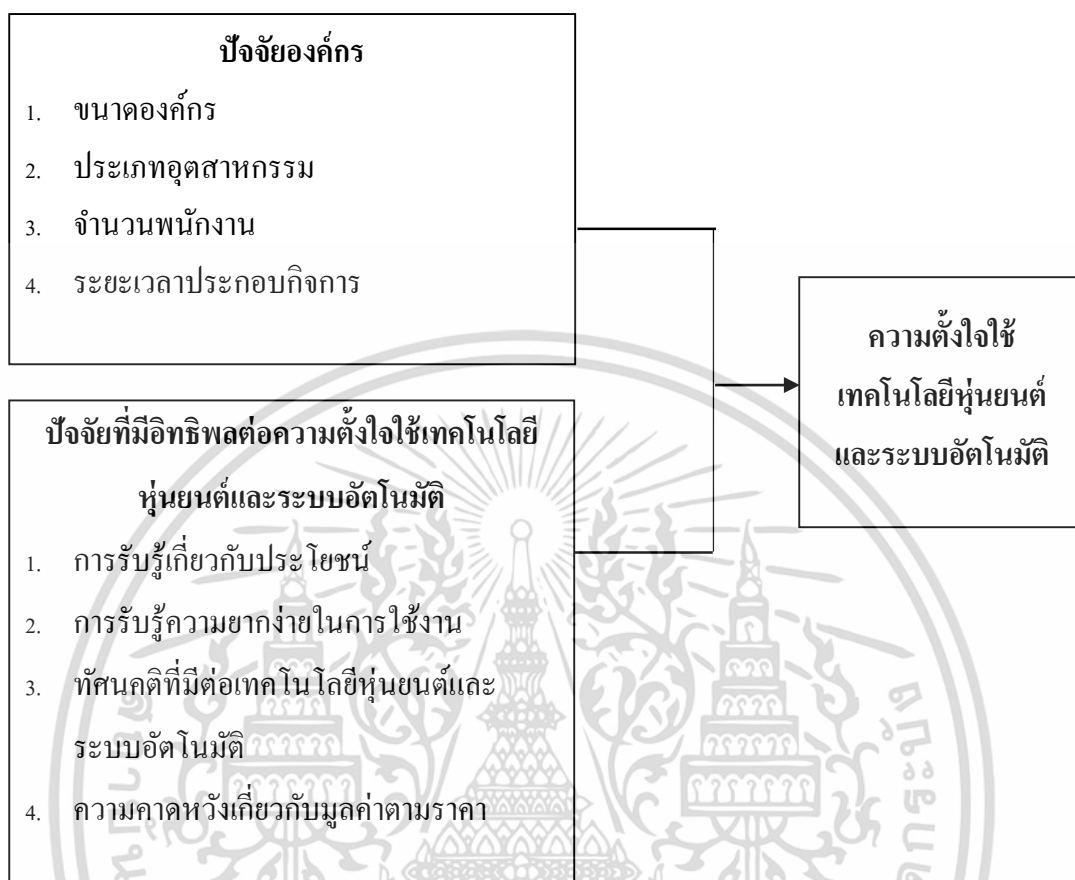 ปัจจัยองค์กร
1. ขนาดองค์กร
2. ประเภทอุตสาหกรรม
3. จำนวนพนักงาน
4. ระยะเวลาประกอบกิจการ
ปัจจัยที่มีอิทธิพลต่อความตั้งใจใช้เทคโนโลยี
หุ่นยนต์และระบบอัตโนมัติ
1. การรับรู้เกี่ยวกับประโยชน์
2. การรับรู้ความยากง่ายในการใช้งาน
3. ทัศนคติที่มีต่อเทคโนโลยีหุ่นยนต์และ
ระบบอัตโนมัติ
4. ความคาดหวังเกี่ยวกับมูลค่าตามราคา
ความตั้งใจใช้
เทคโนโลยีหุ่นยนต์
และระบบอัตโนมัติ